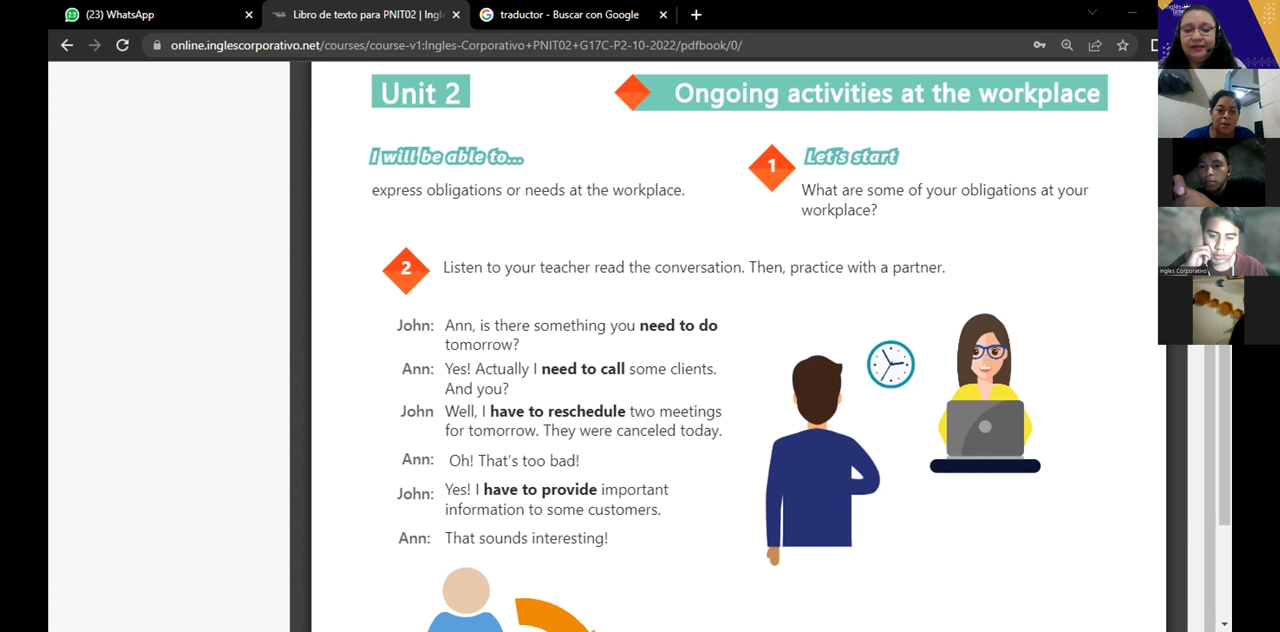 (23) WhatsApp
Libro de texto para PNIT02 | Ingl
traductor - Buscar con Google
online.inglescorporativo.net/courses/course-v1:Ingles-Corporativo+PNIT02+G17C-P2-10-2022/pdfbook/0/
Unit 2
Ongoing activities at the workplace
I will be able to...
express obligations or needs at the workplace.
1
Let's start
What are some of your obligations at your
workplace?
2
Listen to your teacher read the conversation. Then, practice with a partner.
John: Ann, is there something you need to do
tomorrow?
Ann: Yes! Actually I need to call some clients.
And you?
John Well, I have to reschedule two meetings
for tomorrow. They were canceled today.
Ann: Oh! That's too bad!
John: Yes! I have to provide important
information to some customers.
Ann: That sounds interesting!
Ingles Corporativo